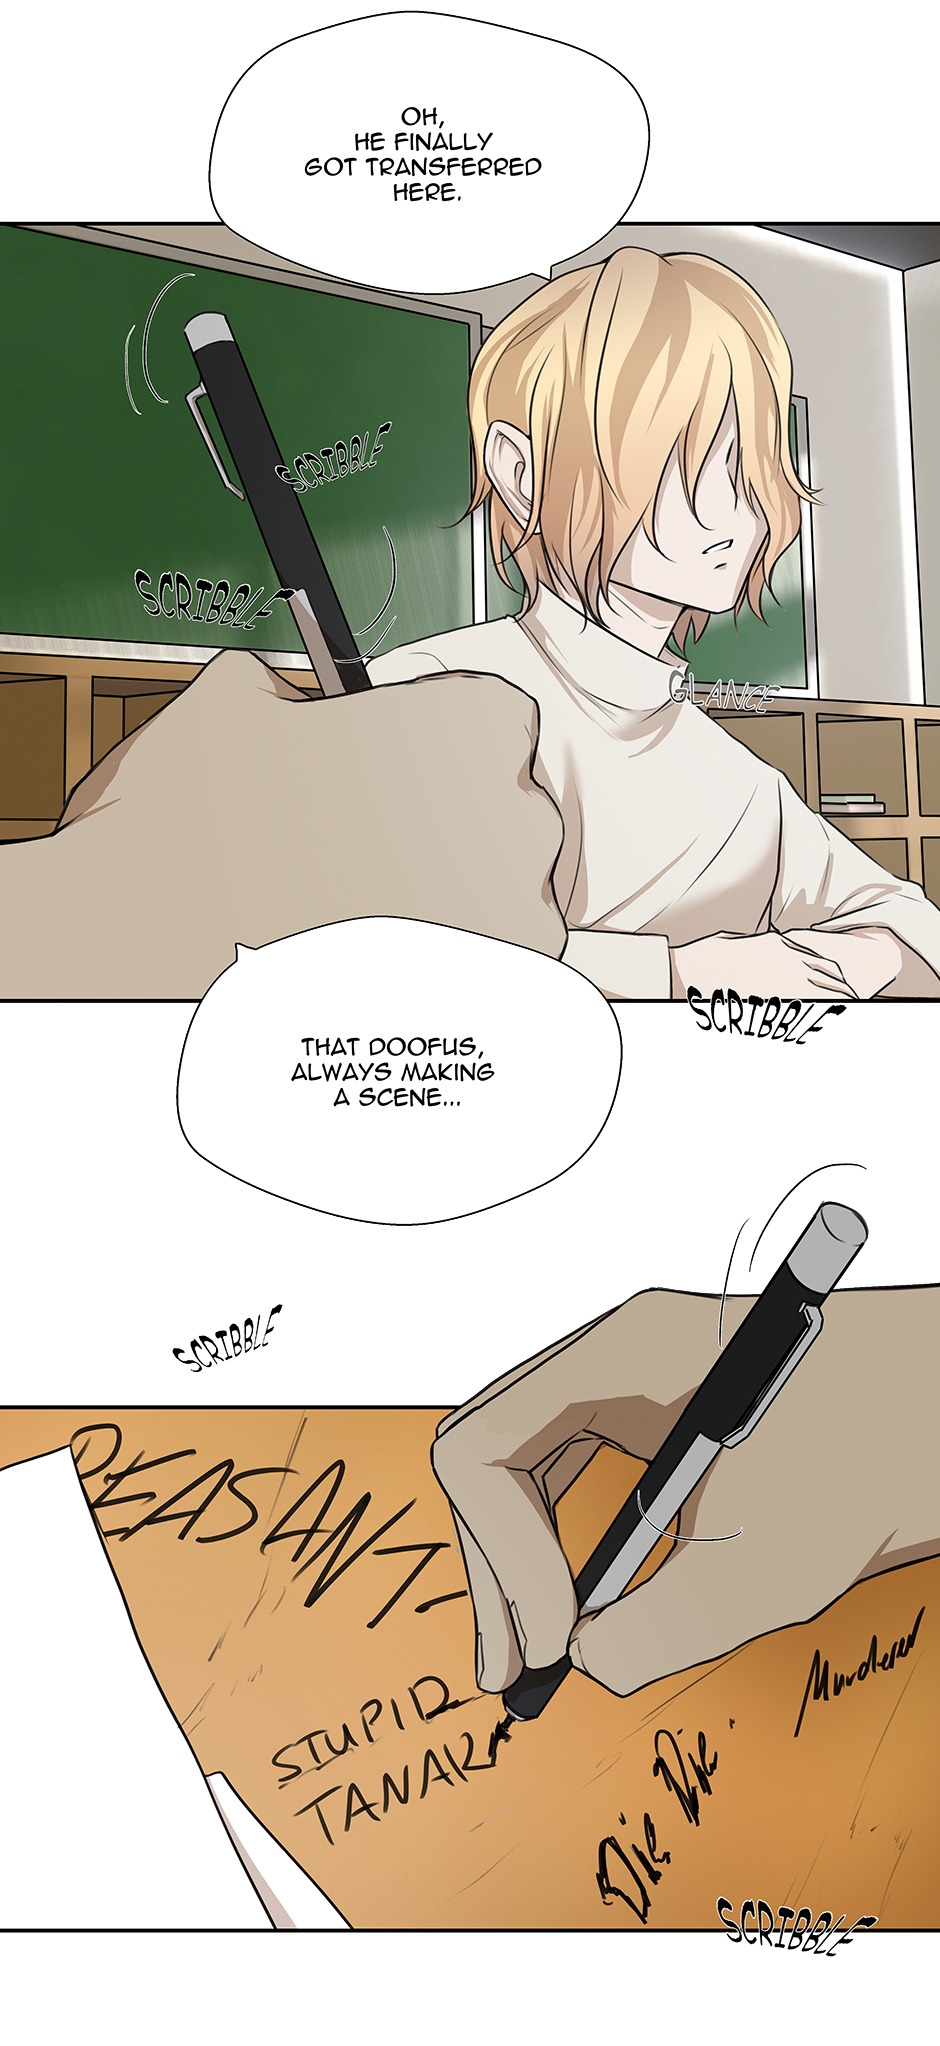 OH,
HE FINALLY
GOT TRANSFERRED
HERE.
SCRIBBLE
SCRIBBLE
GLANCE
SCRIBBLE
THAT DOOFUS,
ALWAYS MAKING
A SCENE...
SCRIBBLE
PEASANT-
STUPID
TANAK
Murderer
Die Die
SCRIBBLE